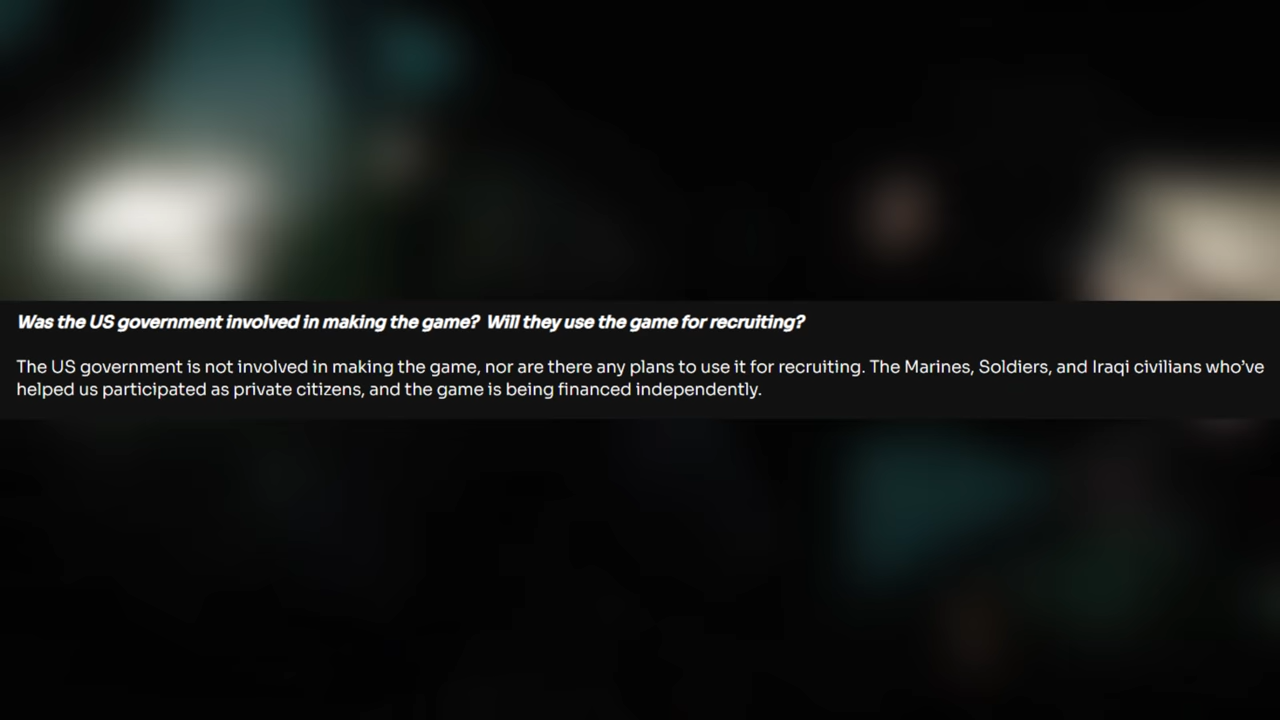 Was the US government involved in making the game? Will they use the game for recruiting?
The US government is not involved in making the game, nor are there any plans to use it for recruiting. The Marines, Soldiers, and Iraqi civilians who’ve
helped us participated as private citizens, and the game is being financed independently.